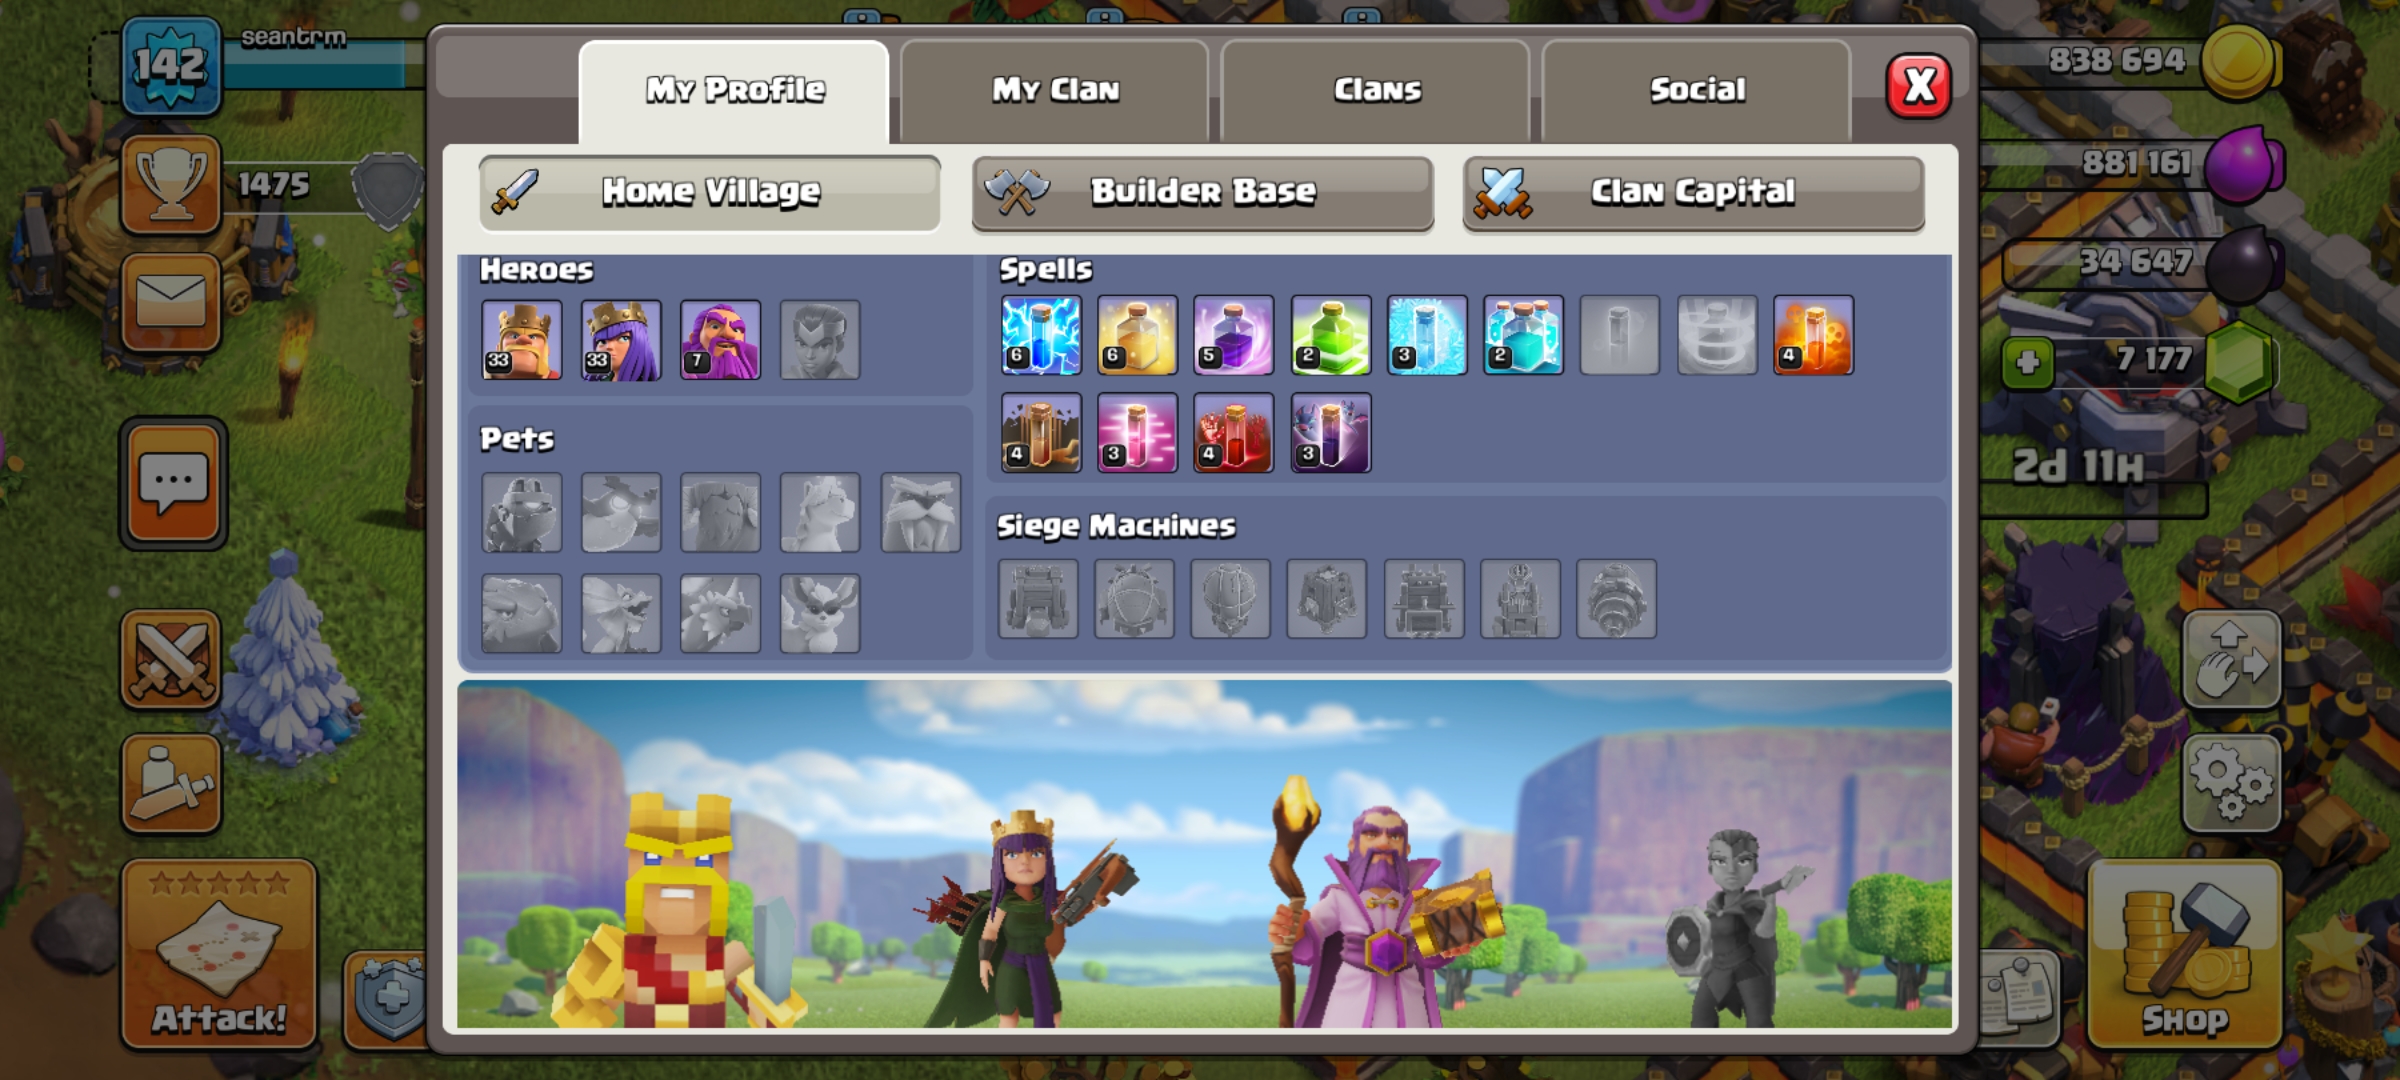 142
seantrm
1475
My Profile
My Clan
Clans
Social
X
838 694
881 161
34 647
7 177
2d 11H
Home Village
Builder Base
Clan Capital
Heroes
33
33
7
Pets
Spells
6
6
5
2
3
2
4
4
3
4
3
Siege Machines
Attack!
Shop